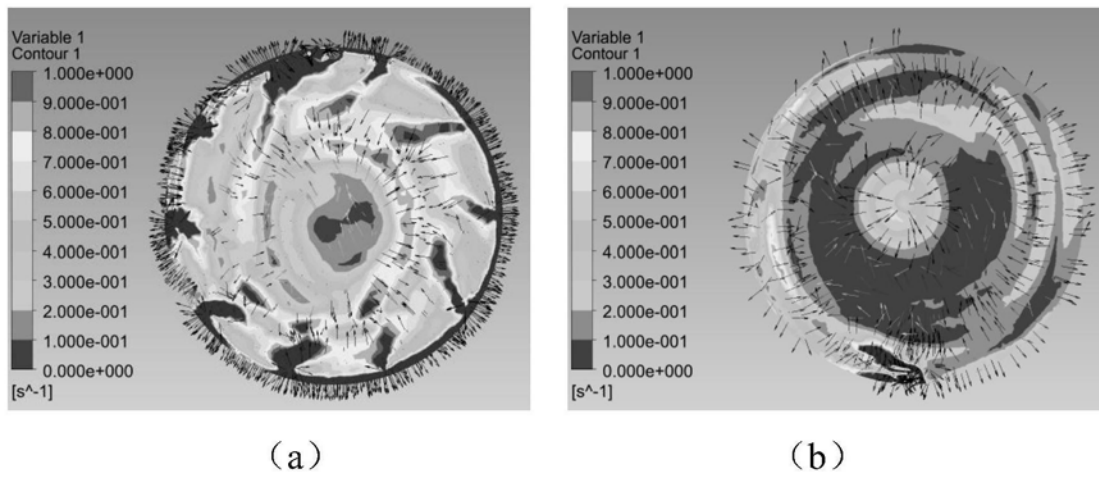 Variable 1
Contour 1
1.000e+000
9.000e-001
8.000e-001
7.000e-001
6.000e-001
5.000e-001
4.000e-001
3.000e-001
2.000e-001
1.000e-001
0.000e+000
[s^-1]
(a)
Variable 1
Contour 1
1.000e+000
9.000e-001
8.000e-001
7.000e-001
6.000e-001
5.000e-001
4.000e-001
3.000e-001
2.000e-001
1.000e-001
0.000e+000
[s^-1]
(b)